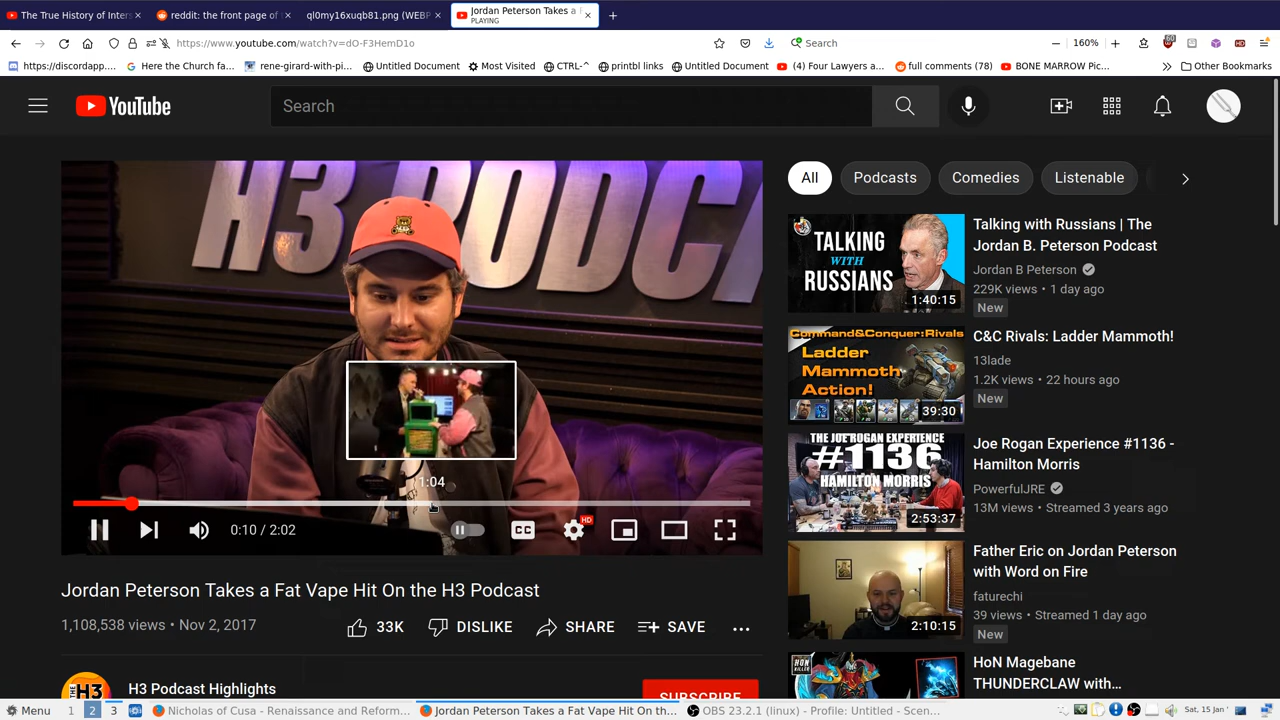 The True History of Inters
reddit: the front page of t
ql0my16xuqb81.png (WEBP
Jordan Peterson Takes a F
PLAYING
https://www.youtube.com/watch?v=dO-F3HemD1o
Search
160%
https://discordapp....
Here the Church fa...
rene-girard-with-pi...
Untitled Document
Most Visited
CTRL-^
printbl links
Untitled Document
(4) Four Lawyers a...
full comments (78)
BONE MARROW Pic...
Other Bookmarks
YouTube
Search
H3 PODCA
All
Podcasts
Comedies
Listenable
TALKING
WITH
RUSSIANS
1:40:15
Talking with Russians | The
Jordan B. Peterson Podcast
Jordan B Peterson
229K views • 1 day ago
New
Command&Conquer:Rivals
Ladder
Mammoth
Action!
39:30
C&C Rivals: Ladder Mammoth!
13lade
1.2K views • 22 hours ago
New
THE JOE ROGAN EXPERIENCE
#1136
HAMILTON MORRIS
2:53:37
Joe Rogan Experience #1136 -
Hamilton Morris
PowerfulJRE
13M views • Streamed 3 years ago
1:04
0:10 / 2:02
CC
HD
2:10:15
Father Eric on Jordan Peterson
with Word on Fire
faturechi
39 views • Streamed 1 day ago
New
Jordan Peterson Takes a Fat Vape Hit On the H3 Podcast
1,108,538 views • Nov 2, 2017
33K
DISLIKE
SHARE
SAVE
H3
H3 Podcast Highlights
SUBSCRIBE
HoN Magebane
THUNDERCLAW with...
Menu
1
2
3
Nicholas of Cusa - Renaissance and Reform...
Jordan Peterson Takes a Fat Vape Hit On th...
OBS 23.2.1 (linux) - Profile: Untitled - Scen...
Sat, 15 Jan